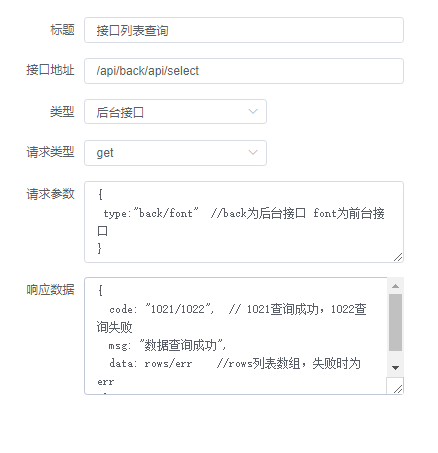 标题 接口列表查询
接口地址 /api/back/api/select
类型 后台接口
请求类型 get
请求参数 {
type:"back/font" //back为后台接口 font为前台接
口
}
响应数据 {
code: "1021/1022", // 1021查询成功，1022查
询失败
msg: "数据查询成功",
data: rows/err //rows列表数组，失败时为
err